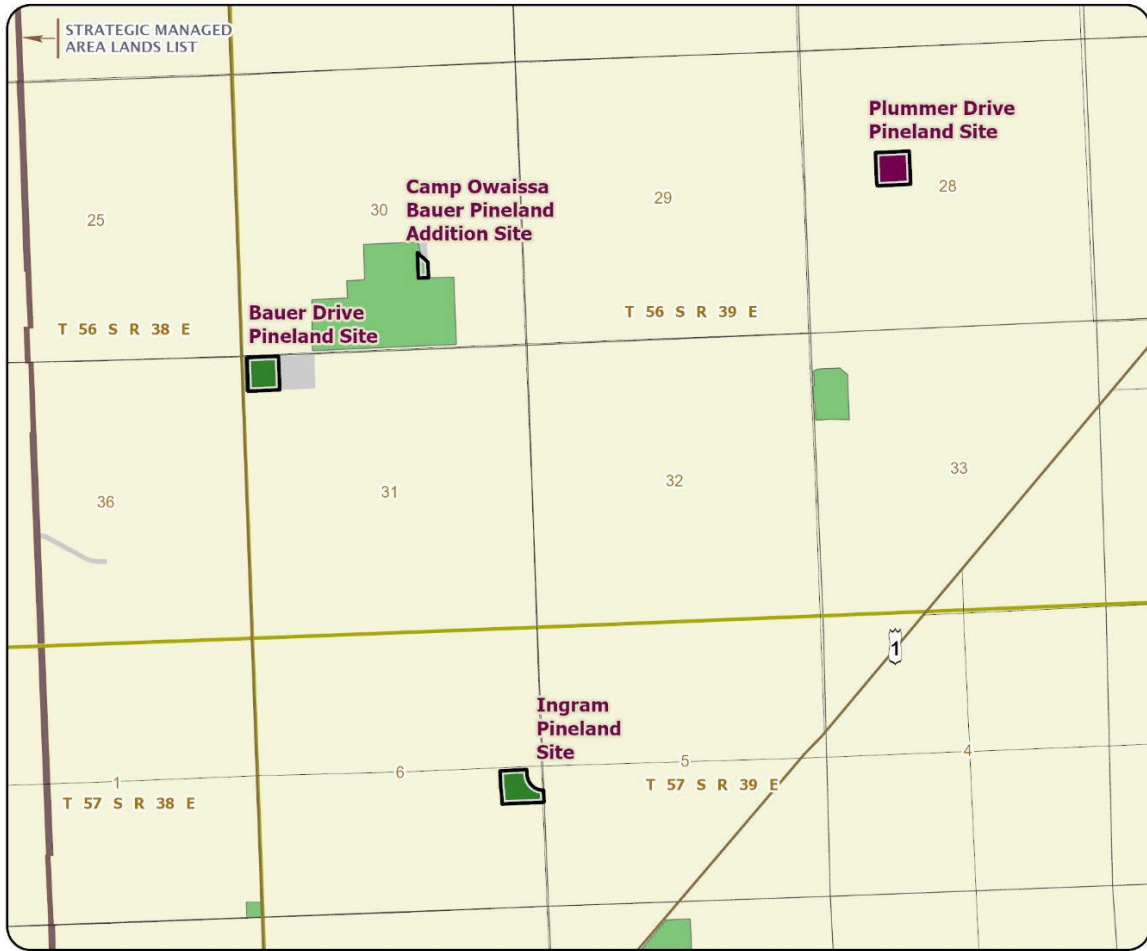 STRATEGIC MANAGED
AREA LANDS LIST
Plummer Drive
Pineland Site
28
29
Camp Owaissa
Bauer Pineland
Addition Site
30
25
T 56 S R 38 E
T 56 S R 39 E
Bauer Drive
Pineland Site
36
31
32
33
1
Ingram
Pineland
Site
1
6
5
4
T 57 S R 38 E
T 57 S R 39 E